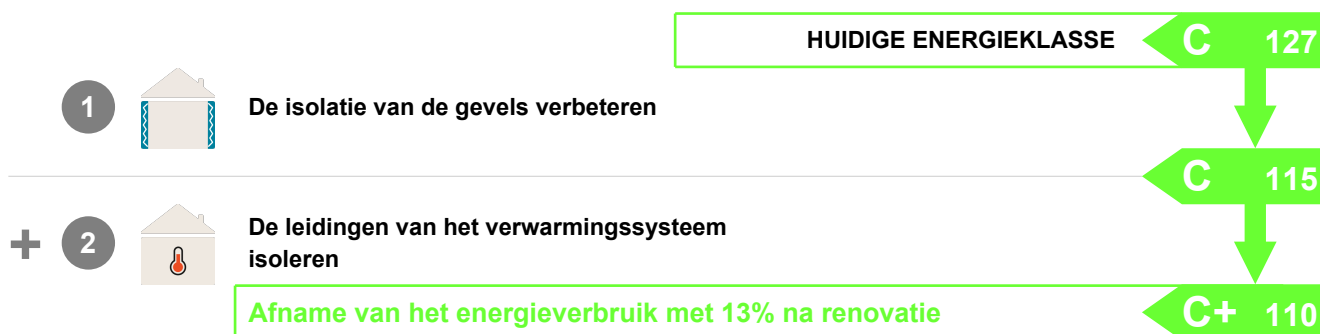 HUIDIGE ENERGIEKLASSE C 127
1 De isolatie van de gevels verbeteren
C 115
+ 2 De leidingen van het verwarmingssysteem
isoleren
Afname van het energieverbruik met 13% na renovatie C+ 110